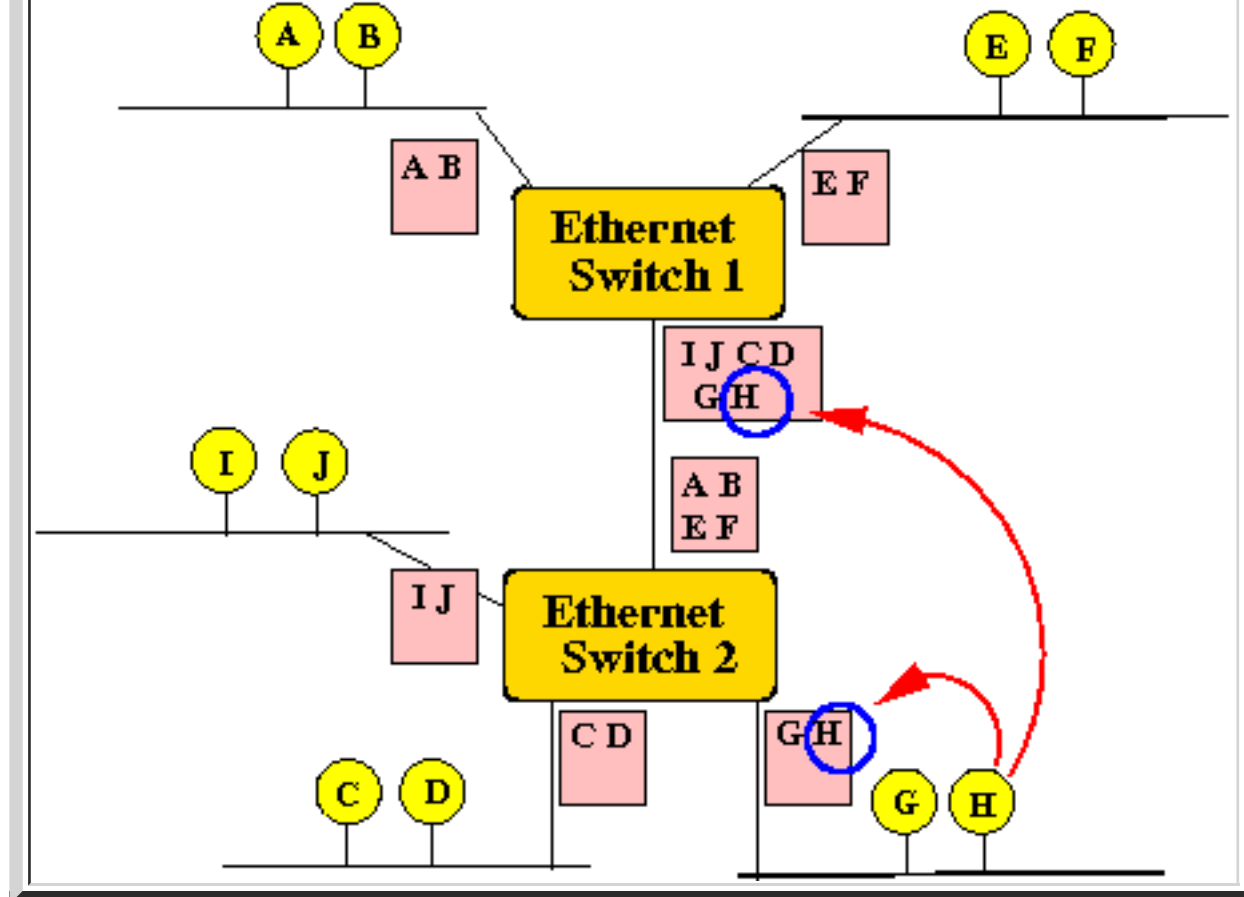 A B
E F
A B
E F
Ethernet
Switch 1
I J C D
G H
I J
A B
E F
I J
Ethernet
Switch 2
C D
G H
C D
G H